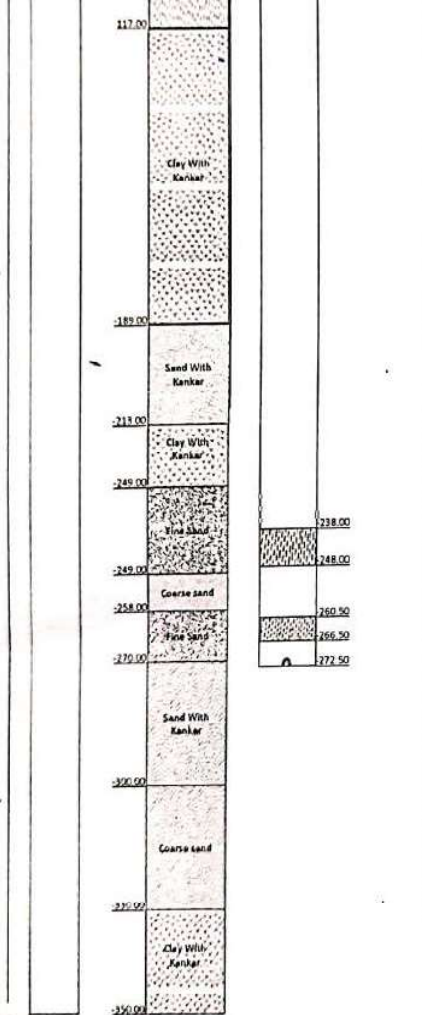 117.00
Clay With
Kankar
-189.00
Sand With
Kankar
-213.00
Clay With
Kankar
-249.00
Fine Sand
238.00
248.00
-249.00
Coarse sand
-258.00
260.50
Fine Sand
266.50
-270.00
272.50
Sand With
Kankar
-300.00
Coarse sand
Clay With
Kankar
-350.00